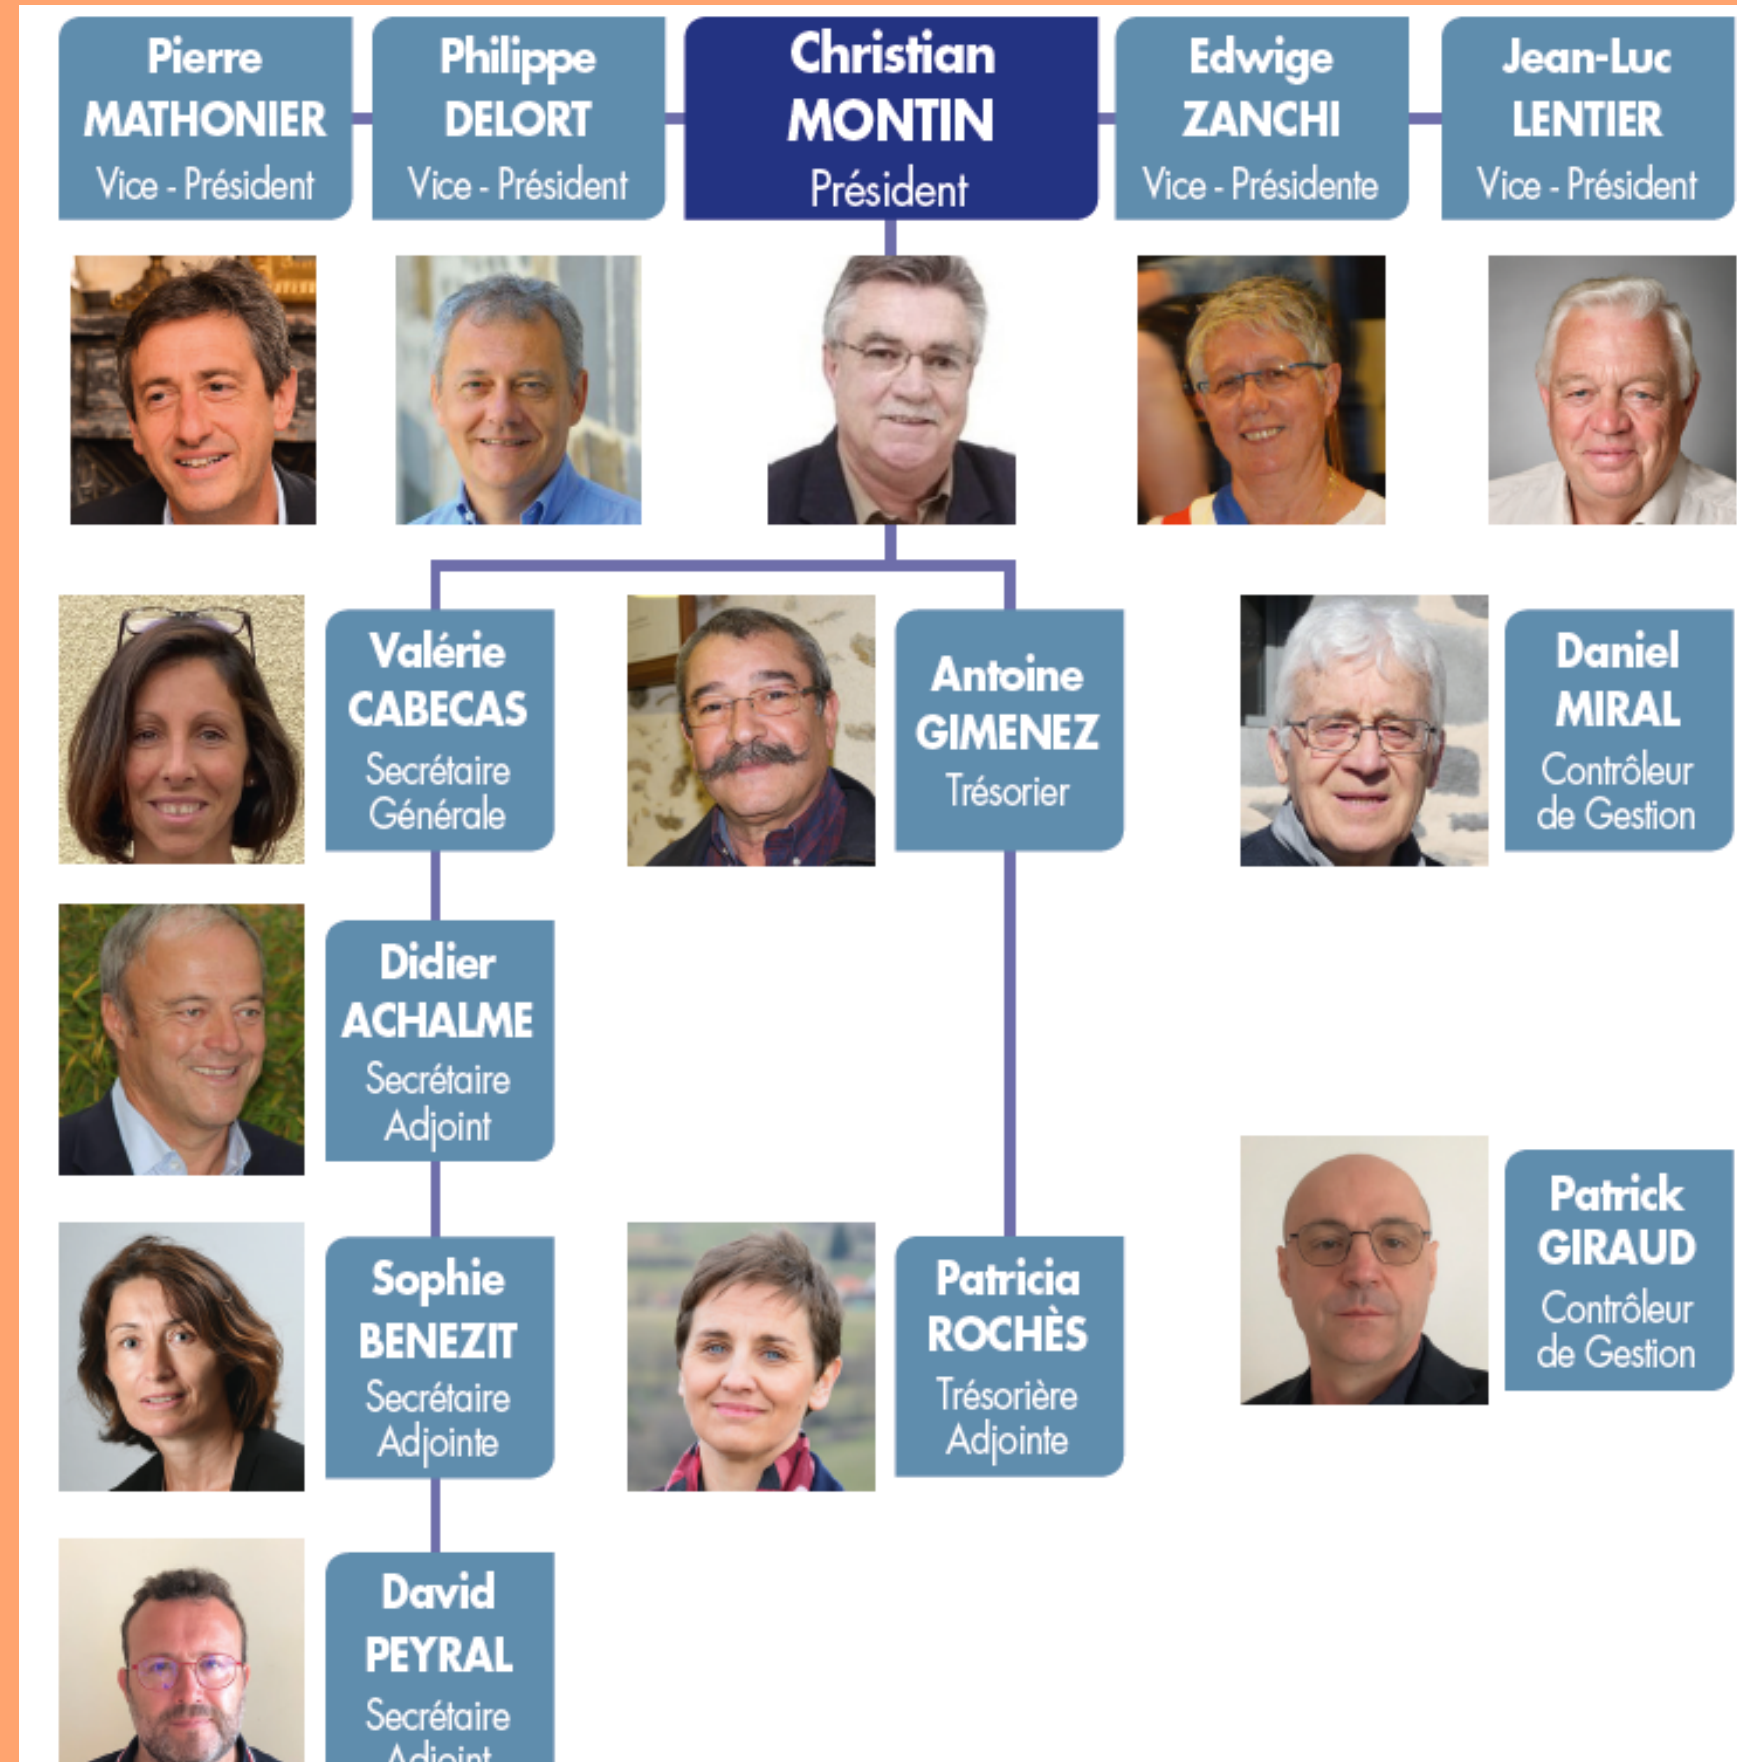 Pierre
MATHONIER
Vice - Président
Philippe
DELORT
Vice - Président
Christian
MONTIN
Président
Edwige
ZANCHI
Vice - Présidente
Jean-Luc
LENTIER
Vice - Président
Valérie
CABECAS
Secrétaire
Générale
Antoine
GIMENEZ
Trésorier
Daniel
MIRAL
Contrôleur
de Gestion
Didier
ACHALME
Secrétaire
Adjoint
Sophie
BENEZIT
Secrétaire
Adjointe
Patricia
ROCHÈS
Trésorière
Adjointe
Patrick
GIRAUD
Contrôleur
de Gestion
David
PEYRAL
Secrétaire
Adjoint